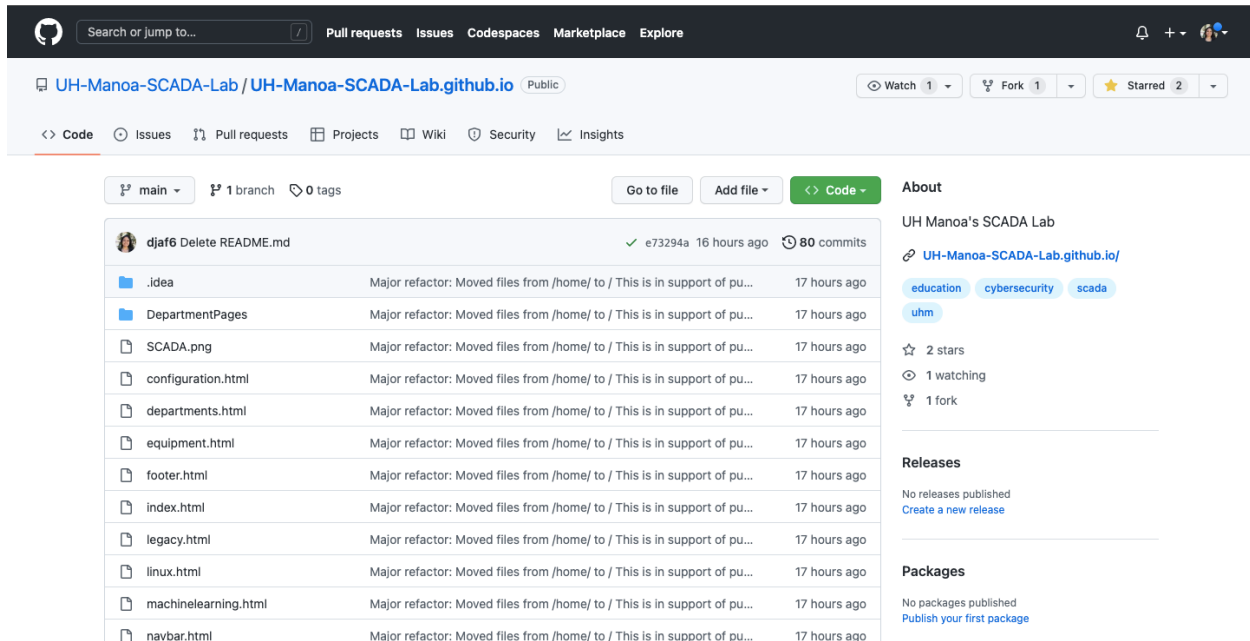 Search or jump to... /
Pull requests Issues Codespaces Marketplace Explore
UH-Manoa-SCADA-Lab / UH-Manoa-SCADA-Lab.github.io Public
Watch 1
Fork 1
Starred 2
Code Issues Pull requests Projects Wiki Security Insights
main 1 branch 0 tags
Go to file Add file Code
djaf6 Delete README.md e73294a 16 hours ago 80 commits
.idea Major refactor: Moved files from /home/ to / This is in support of pu... 17 hours ago
DepartmentPages Major refactor: Moved files from /home/ to / This is in support of pu... 17 hours ago
SCADA.png Major refactor: Moved files from /home/ to / This is in support of pu... 17 hours ago
configuration.html Major refactor: Moved files from /home/ to / This is in support of pu... 17 hours ago
departments.html Major refactor: Moved files from /home/ to / This is in support of pu... 17 hours ago
equipment.html Major refactor: Moved files from /home/ to / This is in support of pu... 17 hours ago
footer.html Major refactor: Moved files from /home/ to / This is in support of pu... 17 hours ago
index.html Major refactor: Moved files from /home/ to / This is in support of pu... 17 hours ago
legacy.html Major refactor: Moved files from /home/ to / This is in support of pu... 17 hours ago
linux.html Major refactor: Moved files from /home/ to / This is in support of pu... 17 hours ago
machinelearning.html Major refactor: Moved files from /home/ to / This is in support of pu... 17 hours ago
navbar.html Major refactor: Moved files from /home/ to / This is in support of pu... 17 hours ago
About
UH Manoa's SCADA Lab
UH-Manoa-SCADA-Lab.github.io/
education cybersecurity scada
uhm
2 stars
1 watching
1 fork
Releases
No releases published
Create a new release
Packages
No packages published
Publish your first package